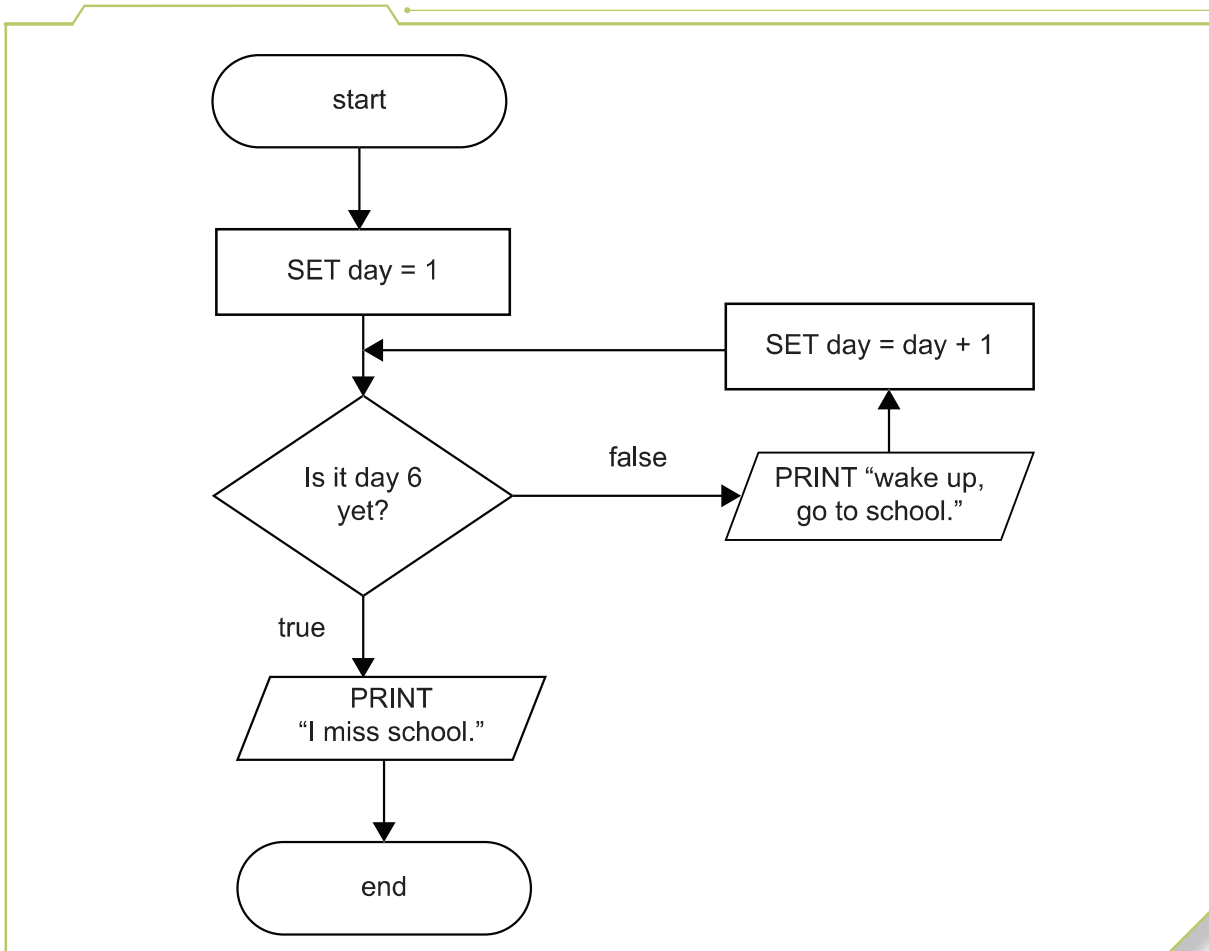 start
SET day = 1
SET day = day + 1
Is it day 6
yet?
false
PRINT “wake up,
go to school.”
true
PRINT
“I miss school.”
end